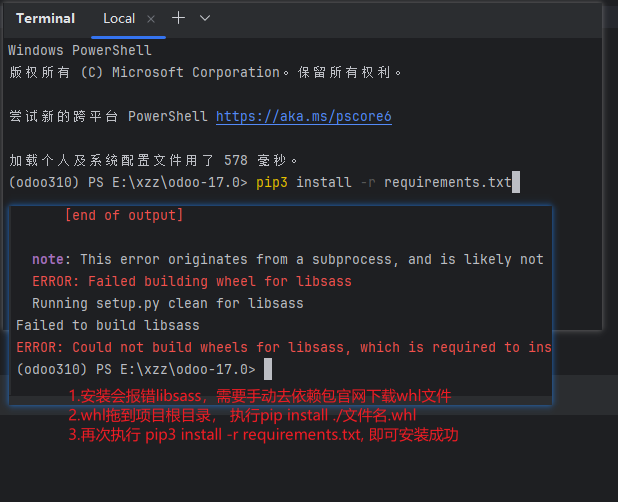 Terminal
Local
Windows PowerShell
版权所有 (C) Microsoft Corporation。保留所有权利。
尝试新的跨平台 PowerShell https://aka.ms/pscore6
加载个人及系统配置文件用了 578 毫秒。
(odoo310) PS E:\xzz\odoo-17.0> pip3 install -r requirements.txt
[end of output]
note: This error originates from a subprocess, and is likely not
ERROR: Failed building wheel for libsass
Running setup.py clean for libsass
Failed to build libsass
ERROR: Could not build wheels for libsass, which is required to ins
(odoo310) PS E:\xzz\odoo-17.0>
1.安装会报错libsass，需要手动去依赖包官网下载whl文件
2.whl拖到项目根目录， 执行pip install ./文件名.whl
3.再次执行 pip3 install -r requirements.txt, 即可安装成功